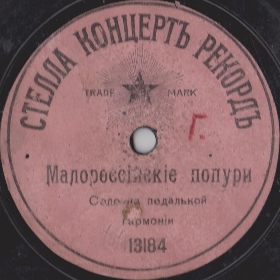 СТЕЛЛА КОНЦЕРТЪ РЕКОРДЪ
TRADE MARK
Г.
Малороссійскіе попури
Соло на педальной
гармоніи
13184